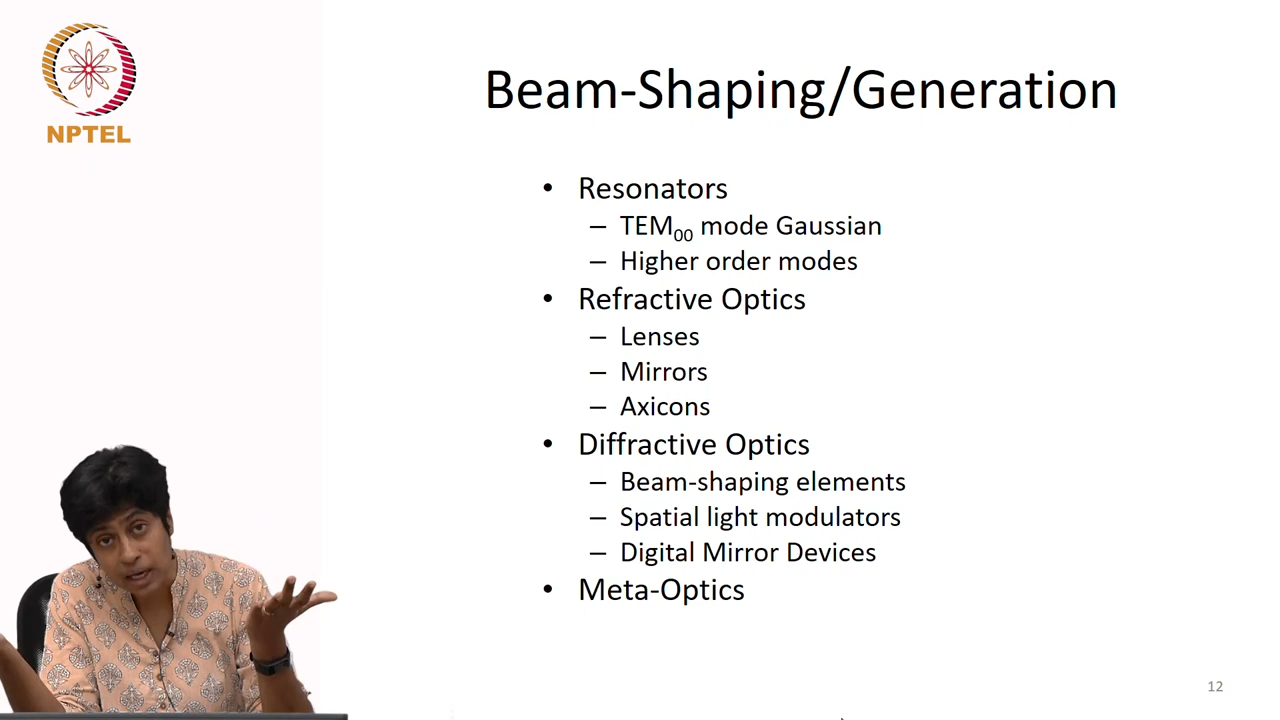 NPTEL
Beam-Shaping/Generation
• Resonators
– TEM00 mode Gaussian
– Higher order modes
• Refractive Optics
– Lenses
– Mirrors
– Axicons
• Diffractive Optics
– Beam-shaping elements
– Spatial light modulators
– Digital Mirror Devices
• Meta-Optics
12